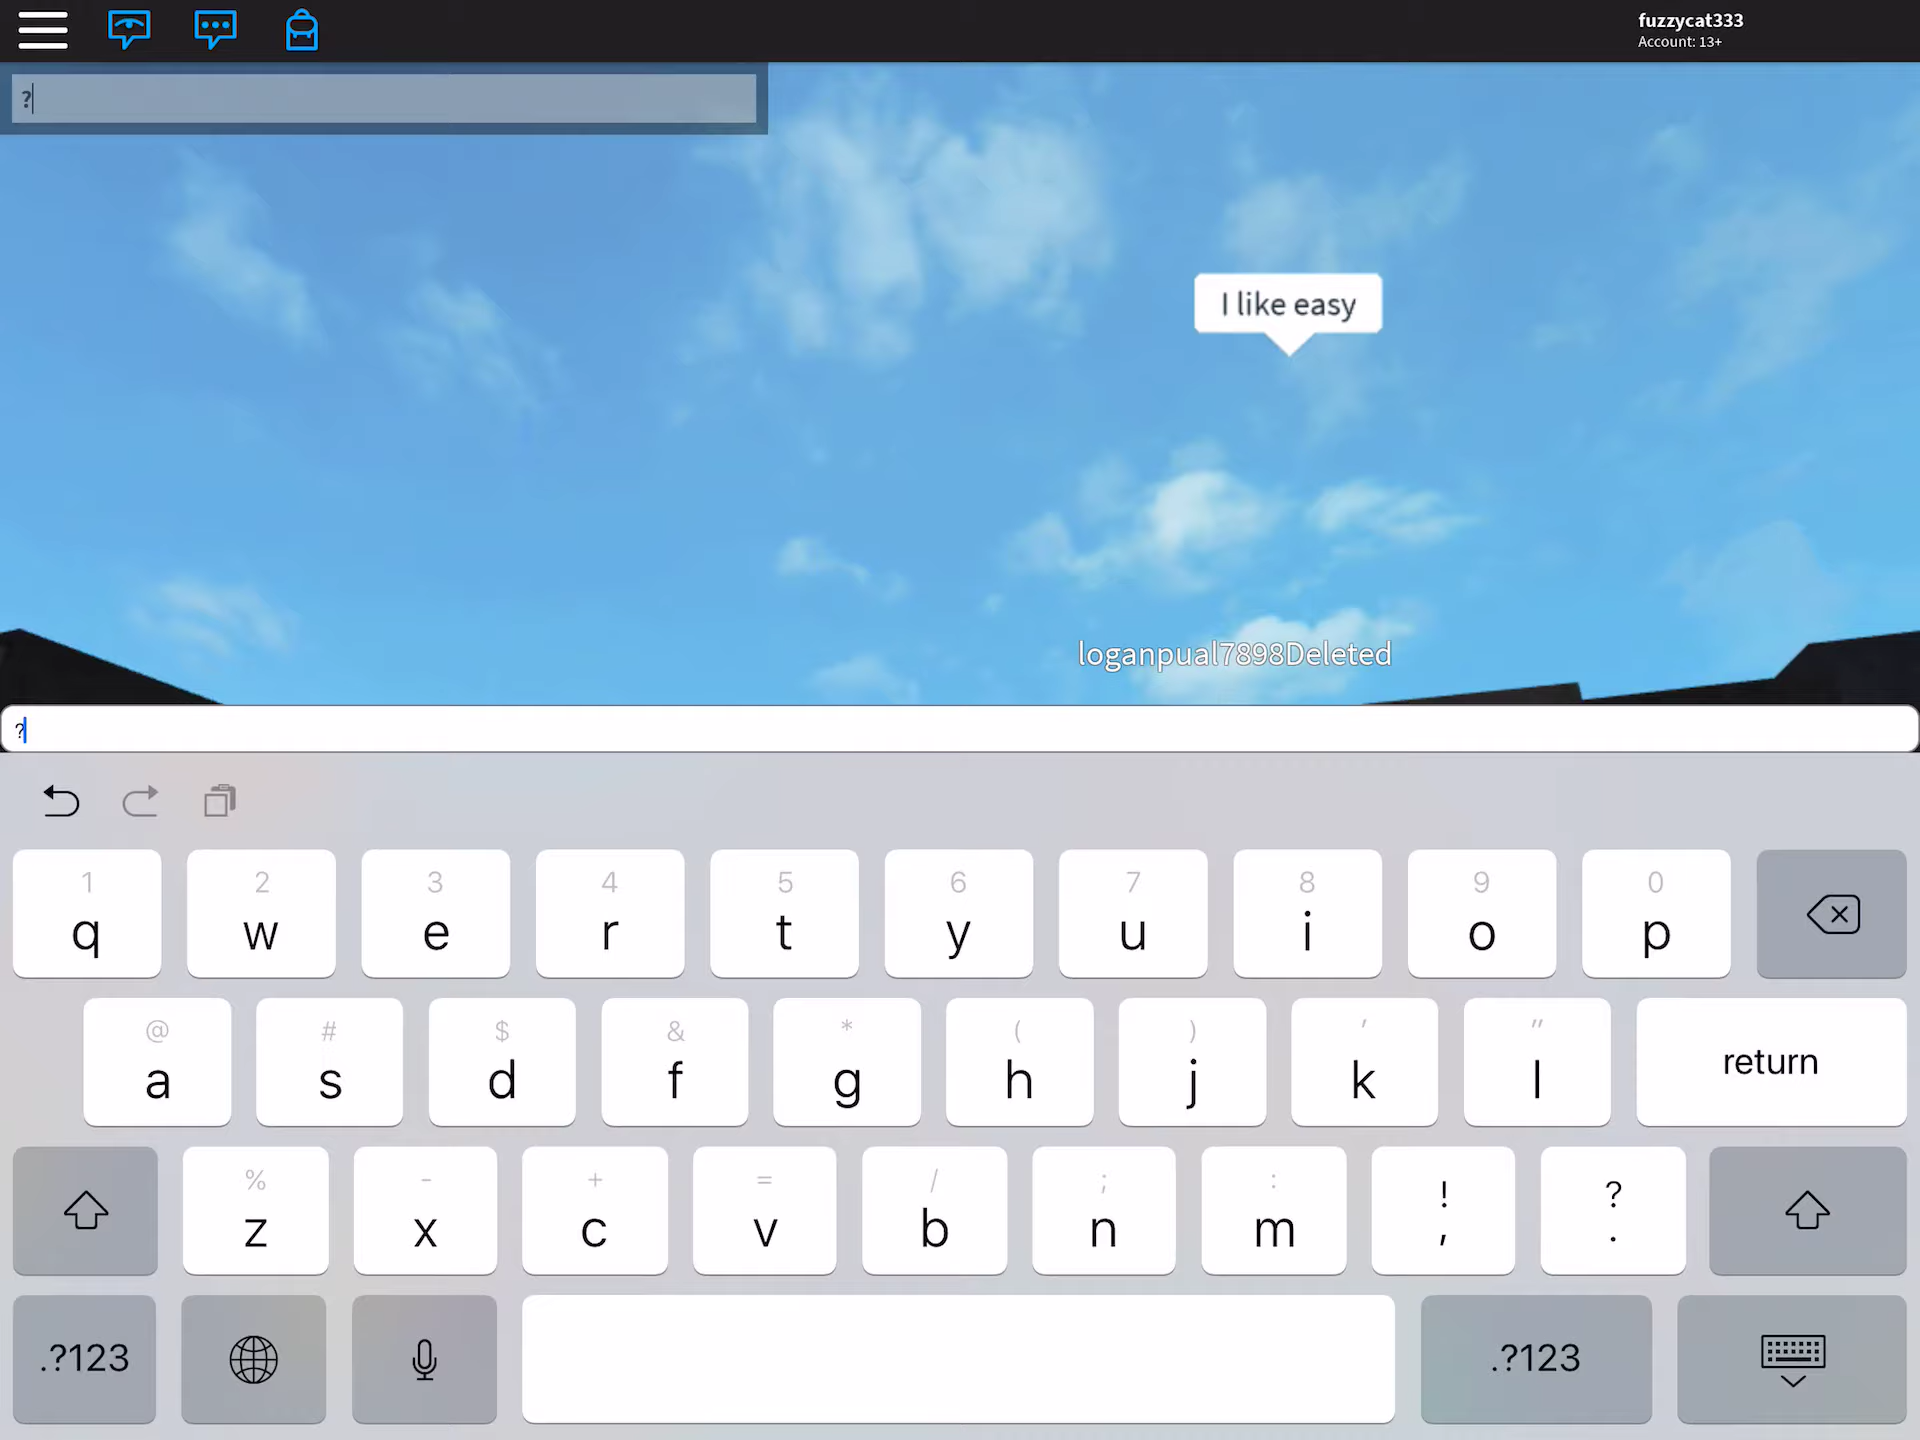 fuzzycat333
Account: 13+
?
I like easy
loganpual7898Deleted
?
1 2 3 4 5 6 7 8 9 0
q w e r t y u i o p
@ # $ & * ( ) ' "
a s d f g h j k l return
% - + = / ; : ! ?
z x c v b n m , .
.?123 .?123